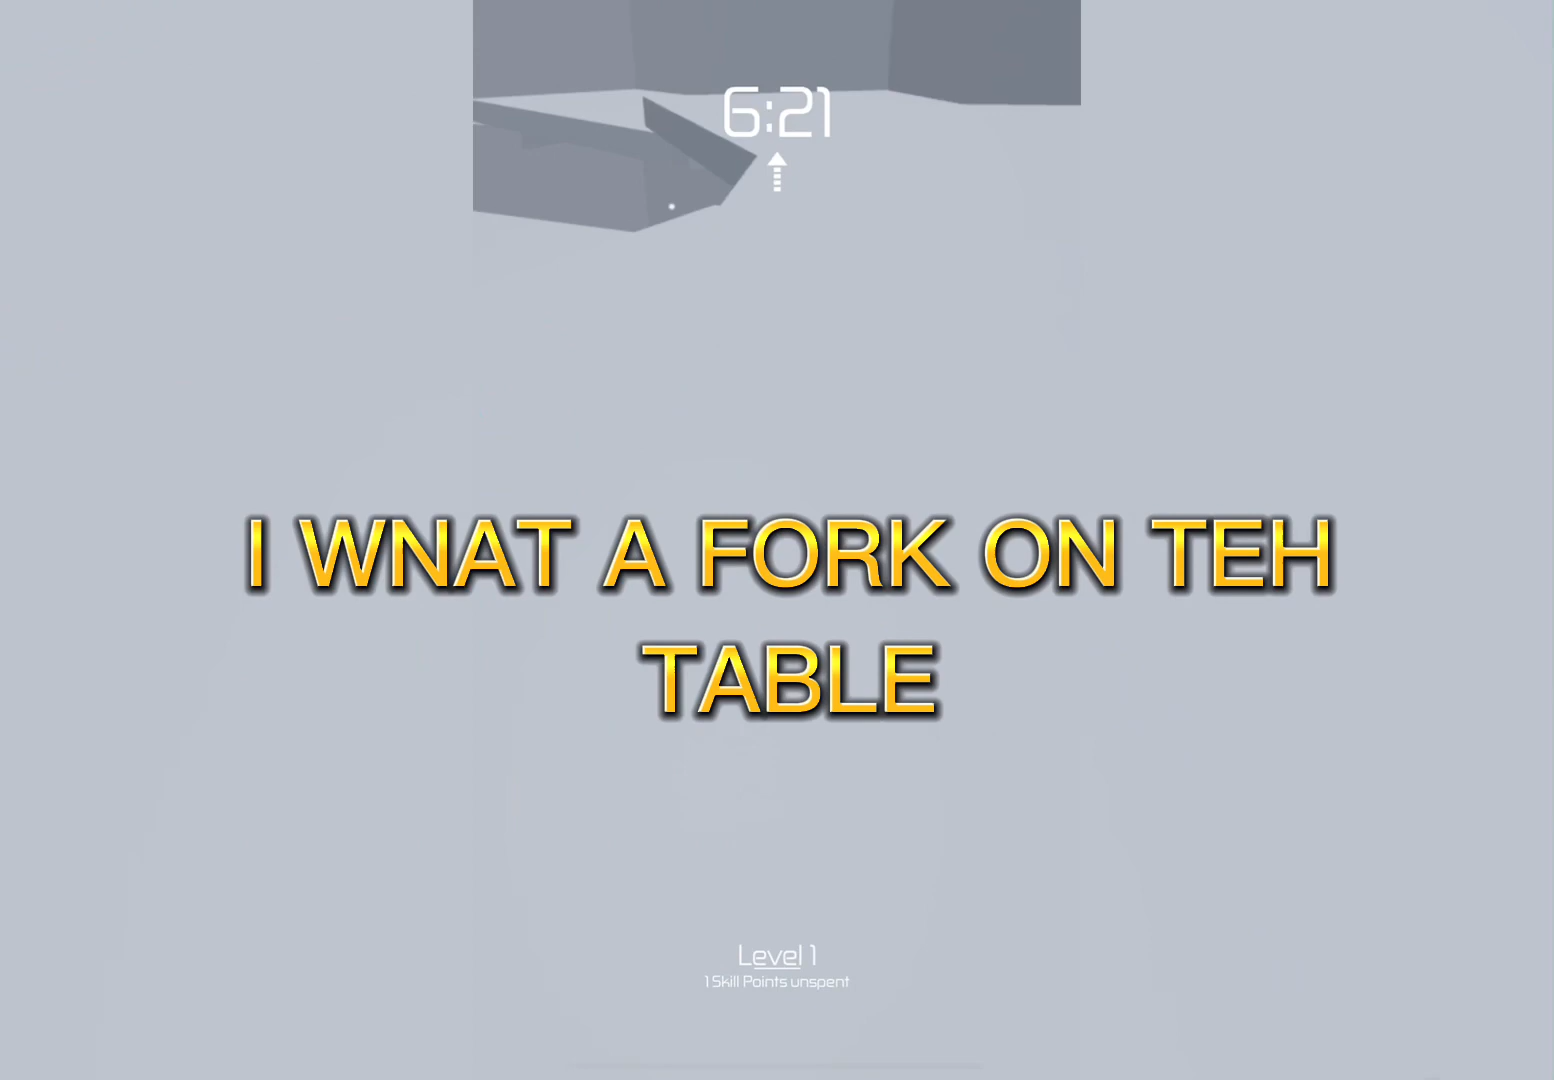 6:21
I WNAT A FORK ON TEH
TABLE
Level 1
1 Skill Points unspent